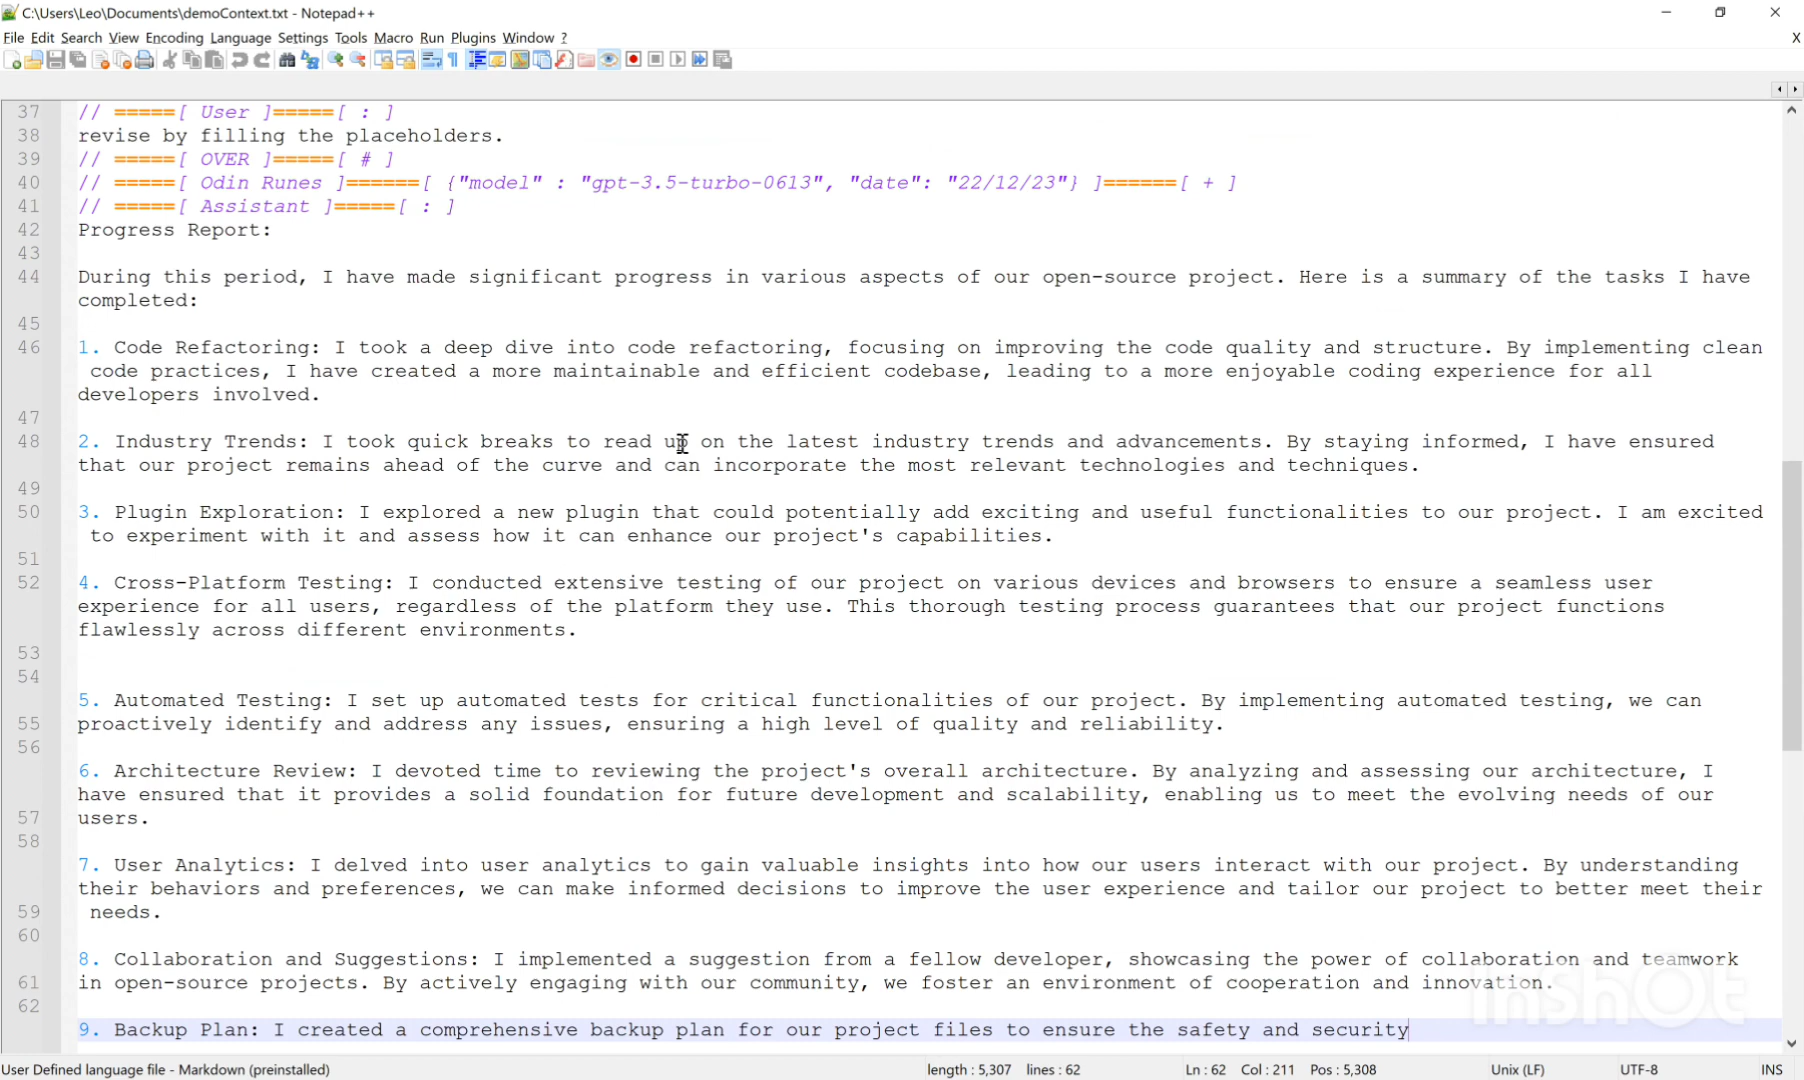 C:\Users\Leo\Documents\demoContext.txt - Notepad++
File Edit Search View Encoding Language Settings Tools Macro Run Plugins Window ?
X
37 // =====[ User ]=====[ : ]
38 revise by filling the placeholders.
39 // =====[ OVER ]=====[ # ]
40 // =====[ Odin Runes ]======[ {"model" : "gpt-3.5-turbo-0613", "date": "22/12/23"} ]======[ + ]
41 // =====[ Assistant ]=====[ : ]
42 Progress Report:
43
44 During this period, I have made significant progress in various aspects of our open-source project. Here is a summary of the tasks I have
completed:
45
46 1. Code Refactoring: I took a deep dive into code refactoring, focusing on improving the code quality and structure. By implementing clean
code practices, I have created a more maintainable and efficient codebase, leading to a more enjoyable coding experience for all
developers involved.
47
48 2. Industry Trends: I took quick breaks to read up on the latest industry trends and advancements. By staying informed, I have ensured
that our project remains ahead of the curve and can incorporate the most relevant technologies and techniques.
49
50 3. Plugin Exploration: I explored a new plugin that could potentially add exciting and useful functionalities to our project. I am excited
to experiment with it and assess how it can enhance our project's capabilities.
51
52 4. Cross-Platform Testing: I conducted extensive testing of our project on various devices and browsers to ensure a seamless user
experience for all users, regardless of the platform they use. This thorough testing process guarantees that our project functions
flawlessly across different environments.
53
54
5. Automated Testing: I set up automated tests for critical functionalities of our project. By implementing automated testing, we can
55 proactively identify and address any issues, ensuring a high level of quality and reliability.
56
6. Architecture Review: I devoted time to reviewing the project's overall architecture. By analyzing and assessing our architecture, I
have ensured that it provides a solid foundation for future development and scalability, enabling us to meet the evolving needs of our
57 users.
58
7. User Analytics: I delved into user analytics to gain valuable insights into how our users interact with our project. By understanding
their behaviors and preferences, we can make informed decisions to improve the user experience and tailor our project to better meet their
59 needs.
60
8. Collaboration and Suggestions: I implemented a suggestion from a fellow developer, showcasing the power of collaboration and teamwork
61 in open-source projects. By actively engaging with our community, we foster an environment of cooperation and innovation.
62
9. Backup Plan: I created a comprehensive backup plan for our project files to ensure the safety and security
InShOt
User Defined language file - Markdown (preinstalled) length : 5,307 lines : 62 Ln : 62 Col : 211 Pos : 5,308 Unix (LF) UTF-8 INS